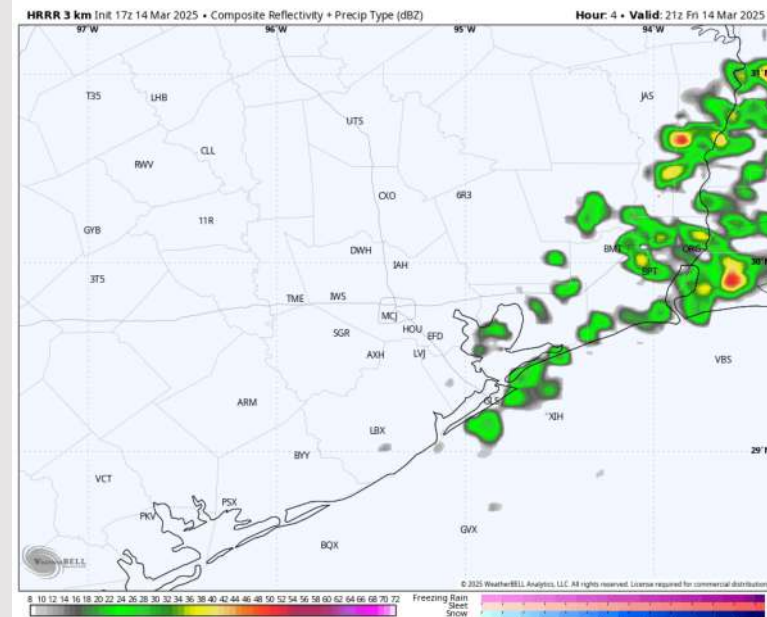 HRRR 3 km Init 17z 14 Mar 2025 • Composite Reflectivity + Precip Type (dBZ) Hour: 4 • Valid: 21z Fri 14 Mar 2025
97°W 96°W 95°W 94°W
31°N
T35 LHB JAS
UTS
CLL
RWV
CXO 6R3
11R
GYB
DWH BMT ORG
IAH
30°N
3T5 BPT
TME IWS
MCJ
SGR HOU EFD
AXH LVJ VBS
ARM GLS
XIH
LBX
29°N
BYY
VCT
PSX
PKV
GVX
BQX
WeatherBELL
© 2025 WeatherBELL Analytics, LLC. All rights reserved. License required for commercial distribution
8 10 12 14 16 18 20 22 24 26 28 30 32 34 36 38 40 42 44 46 48 50 52 54 56 58 60 62 64 66 68 70 72
Freezing Rain
Sleet
Snow